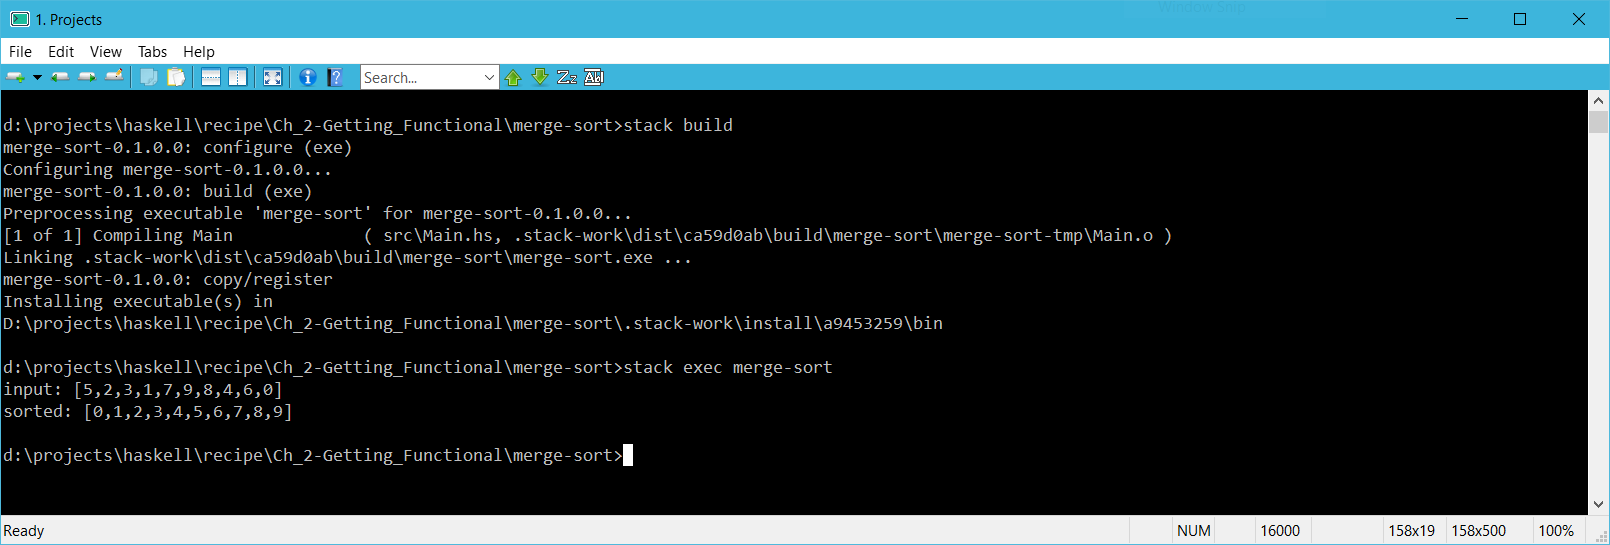 1. Projects
File Edit View Tabs Help
Search...
d:\projects\haskell\recipe\Ch_2-Getting_Functional\merge-sort>stack build
merge-sort-0.1.0.0: configure (exe)
Configuring merge-sort-0.1.0.0...
merge-sort-0.1.0.0: build (exe)
Preprocessing executable 'merge-sort' for merge-sort-0.1.0.0...
[1 of 1] Compiling Main             ( src\Main.hs, .stack-work\dist\ca59d0ab\build\merge-sort\merge-sort-tmp\Main.o )
Linking .stack-work\dist\ca59d0ab\build\merge-sort\merge-sort.exe ...
merge-sort-0.1.0.0: copy/register
Installing executable(s) in
D:\projects\haskell\recipe\Ch_2-Getting_Functional\merge-sort\.stack-work\install\a9453259\bin
d:\projects\haskell\recipe\Ch_2-Getting_Functional\merge-sort>stack exec merge-sort
input: [5,2,3,1,7,9,8,4,6,0]
sorted: [0,1,2,3,4,5,6,7,8,9]
d:\projects\haskell\recipe\Ch_2-Getting_Functional\merge-sort>
Ready NUM 16000 158x19 158x500 100%